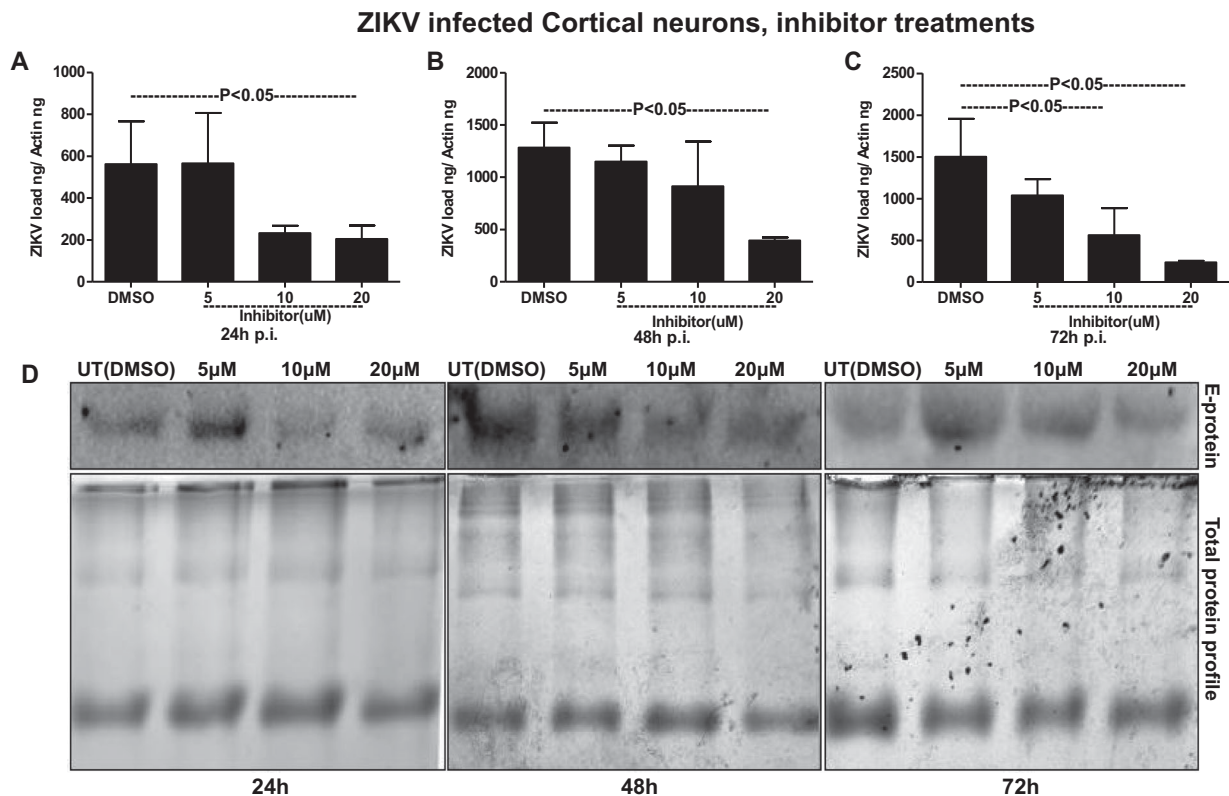 ZIKV infected Cortical neurons, inhibitor treatments
A
ZIKV load ng/ Actin ng
1000
800
600
400
200
0
P<0.05
DMSO 5 10 20
Inhibitor(uM)
24h p.i.
B
ZIKV load ng/ Actin ng
2000
1500
1000
500
0
P<0.05
DMSO 5 10 20
Inhibitor(uM)
48h p.i.
C
ZIKV load ng/ Actin ng
2500
2000
1500
1000
500
0
P<0.05
P<0.05
DMSO 5 10 20
Inhibitor(uM)
72h p.i.
D
UT(DMSO) 5µM 10µM 20µM
UT(DMSO) 5µM 10µM 20µM
UT(DMSO) 5µM 10µM 20µM
E-protein
Total protein profile
24h 48h 72h